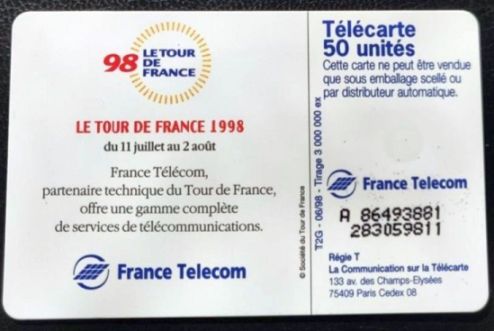 98 LE TOUR
DE
FRANCE
LE TOUR DE FRANCE 1998
du 11 juillet au 2 août
France Télécom,
partenaire technique du Tour de France,
offre une gamme complète
de services de télécommunications.
France Telecom
© Société du Tour de France
T2G - 06/98 - Tirage 3 000 000 ex
Télécarte
50 unités
Cette carte ne peut être vendue
que sous emballage scellé ou
par distributeur automatique.
France Telecom
A 86493881
283059811
Régie T
La Communication sur la Télécarte
133 av. des Champs-Elysées
75409 Paris Cedex 08